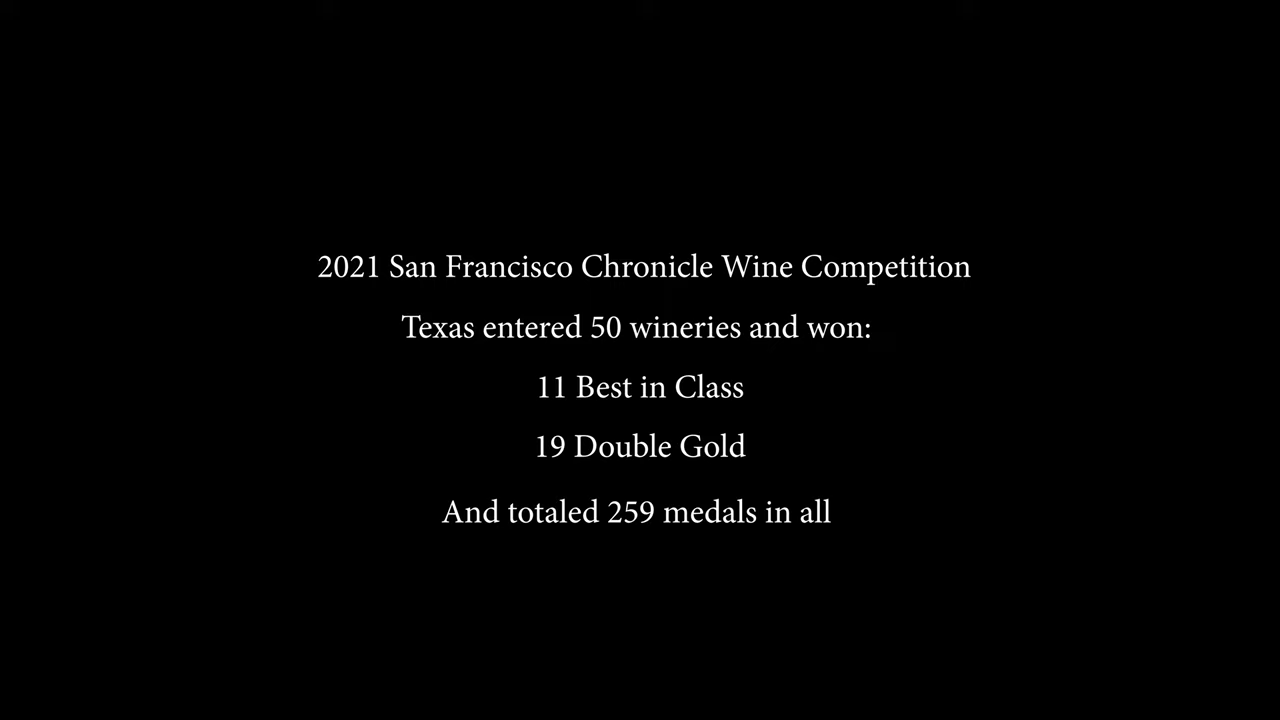 2021 San Francisco Chronicle Wine Competition
Texas entered 50 wineries and won:
11 Best in Class
19 Double Gold
And totaled 259 medals in all